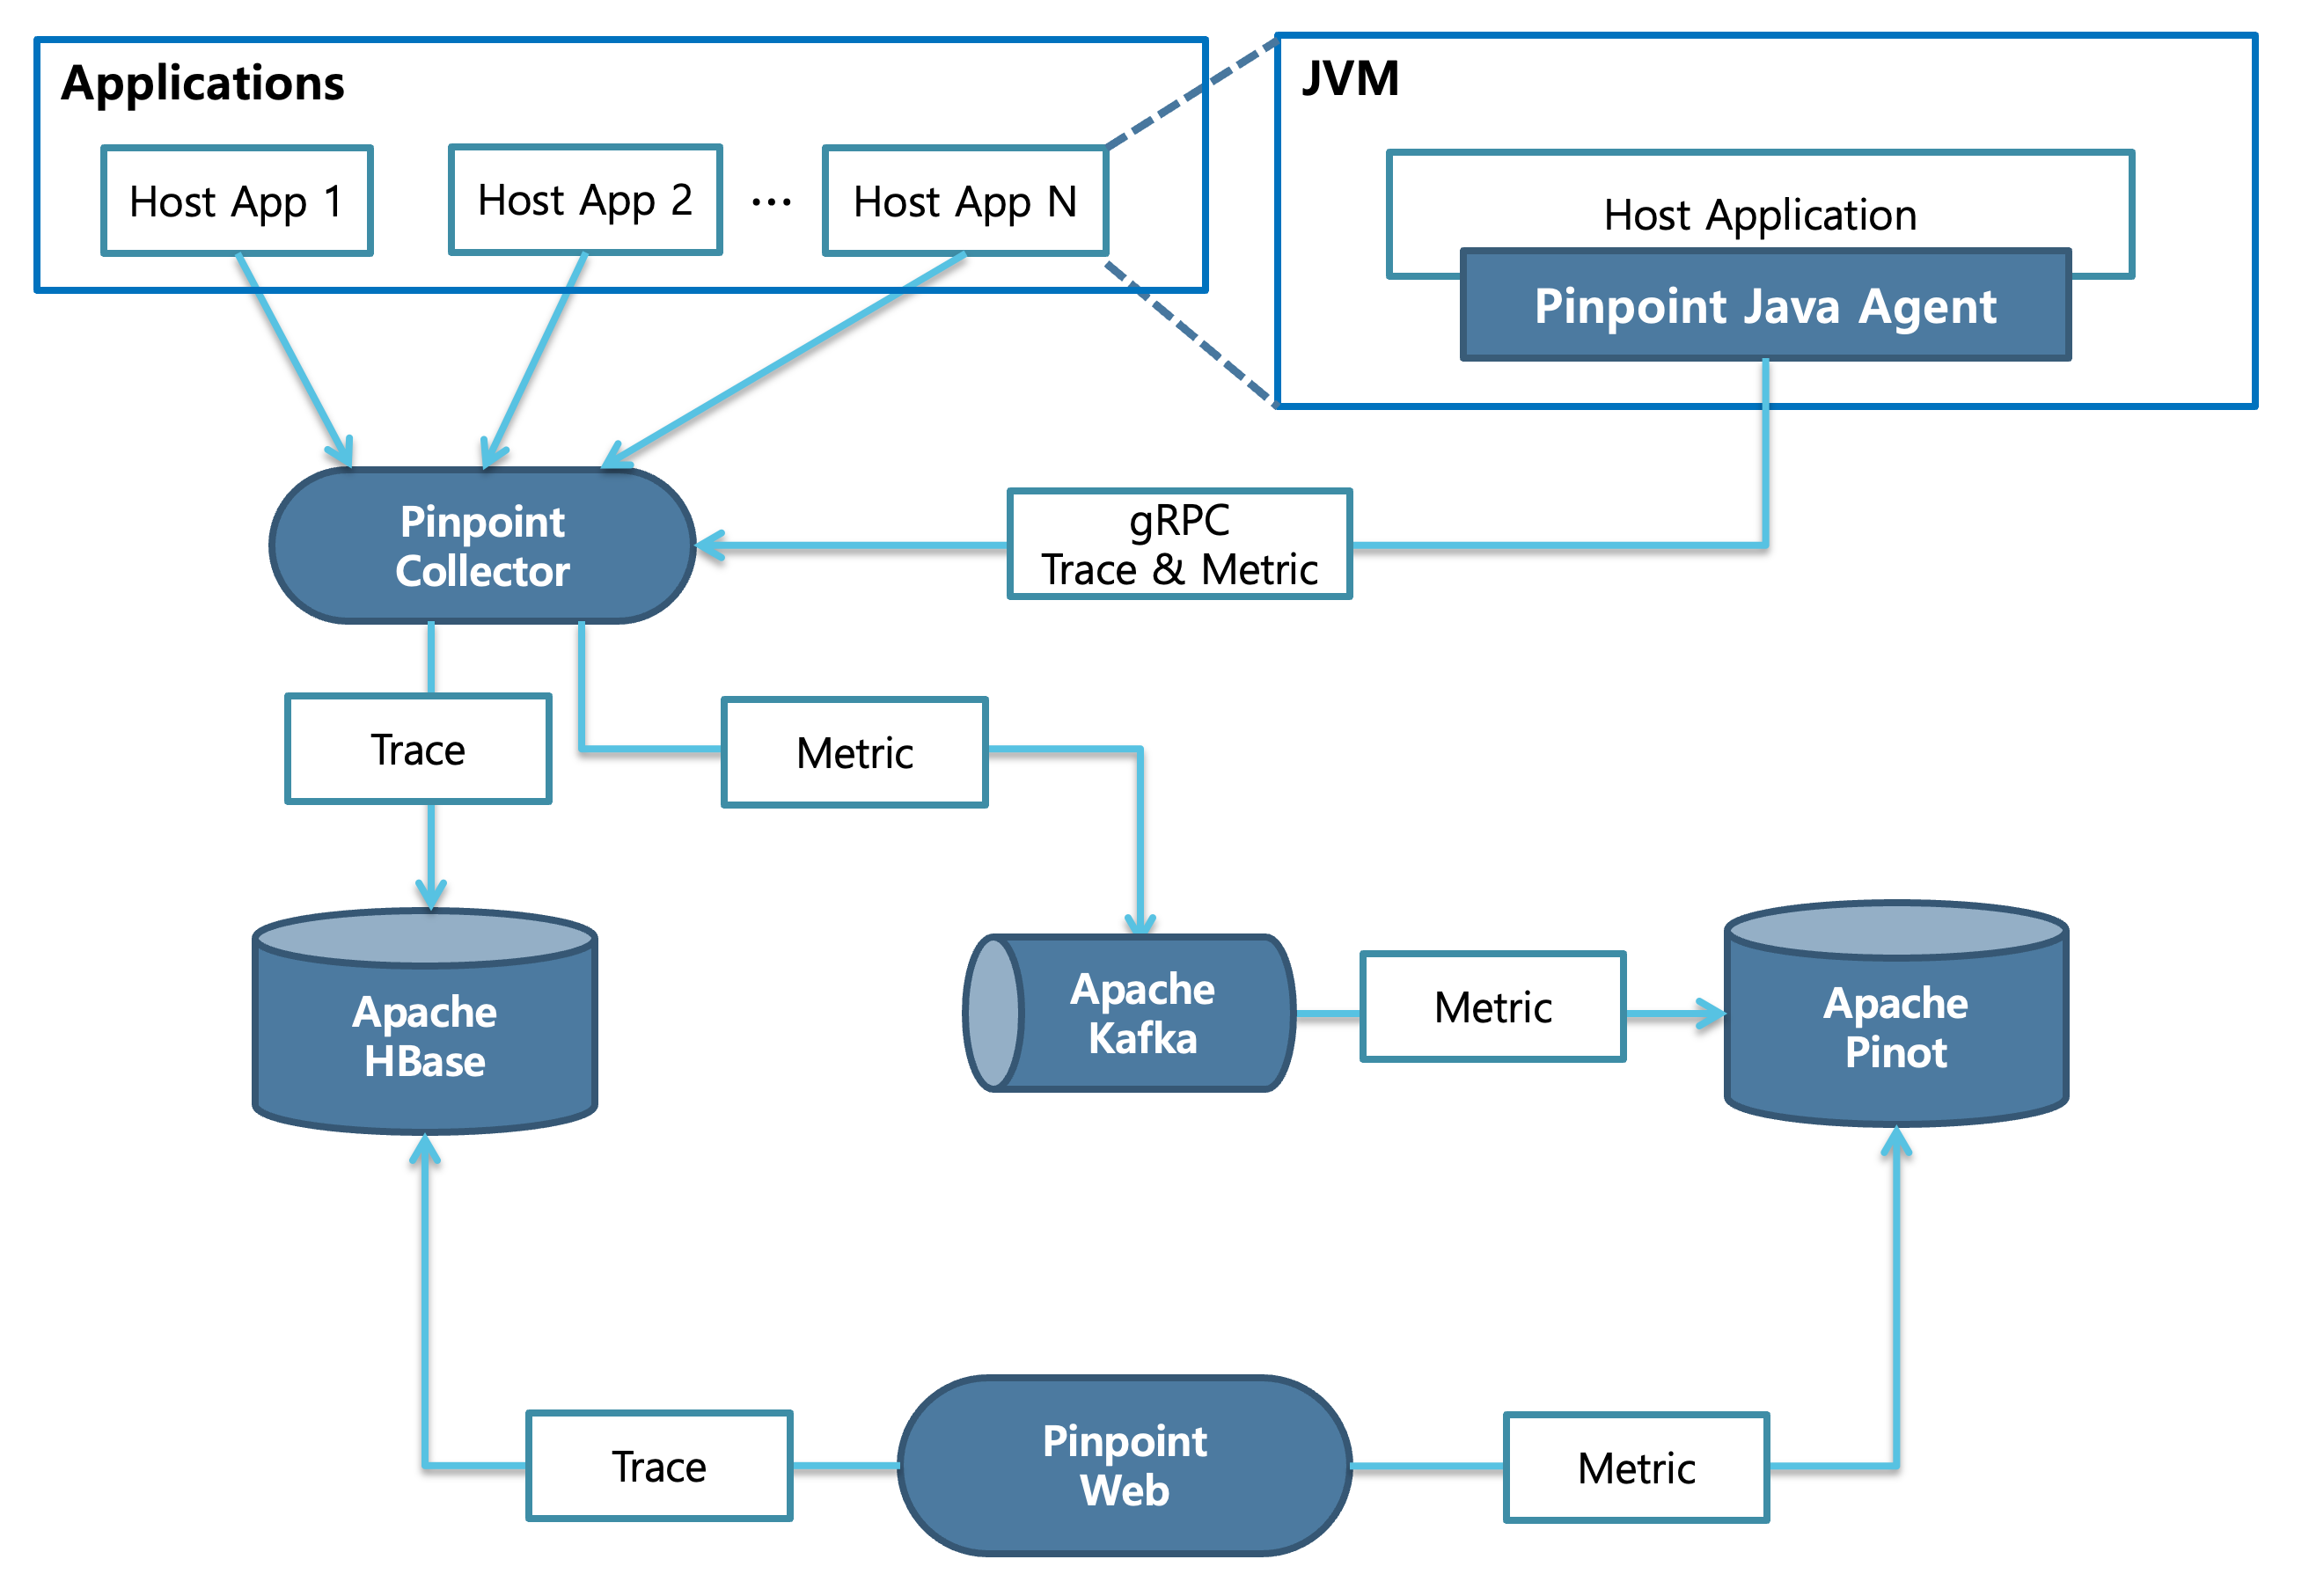 Applications
JVM
Host App 1
Host App 2
...
Host App N
Host Application
Pinpoint Java Agent
Pinpoint
Collector
gRPC
Trace & Metric
Trace
Metric
Apache
HBase
Apache
Kafka
Metric
Apache
Pinot
Trace
Pinpoint
Web
Metric